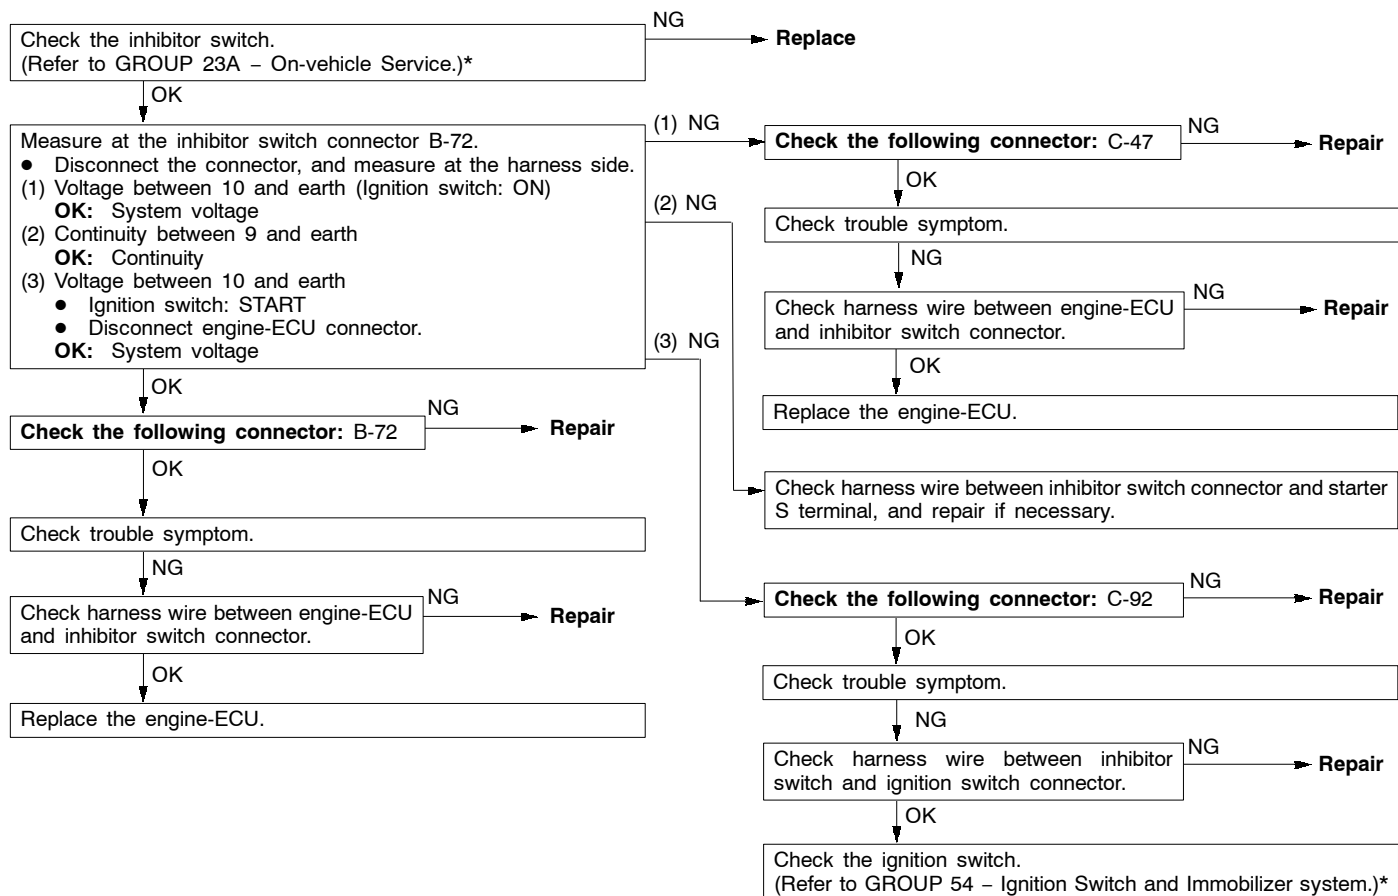 Check the inhibitor switch.
(Refer to GROUP 23A – On-vehicle Service.)*
NG
Replace
OK
Measure at the inhibitor switch connector B-72.
● Disconnect the connector, and measure at the harness side.
(1) Voltage between 10 and earth (Ignition switch: ON)
OK: System voltage
(2) Continuity between 9 and earth
OK: Continuity
(3) Voltage between 10 and earth
● Ignition switch: START
● Disconnect engine-ECU connector.
OK: System voltage
OK
Check the following connector: B-72
NG
Repair
OK
Check trouble symptom.
NG
Check harness wire between engine-ECU
and inhibitor switch connector.
NG
Repair
OK
Replace the engine-ECU.
(1) NG
Check the following connector: C-47
NG
Repair
OK
Check trouble symptom.
NG
Check harness wire between engine-ECU
and inhibitor switch connector.
NG
Repair
OK
Replace the engine-ECU.
(2) NG
Check harness wire between inhibitor switch connector and starter
S terminal, and repair if necessary.
(3) NG
Check the following connector: C-92
NG
Repair
OK
Check trouble symptom.
NG
Check harness wire between inhibitor
switch and ignition switch connector.
NG
Repair
OK
Check the ignition switch.
(Refer to GROUP 54 – Ignition Switch and Immobilizer system.)*